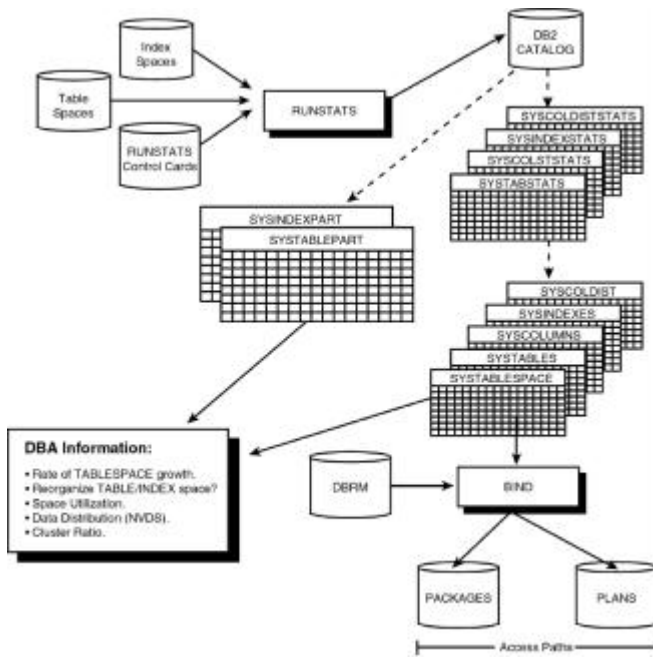 Index
Spaces
DB2
CATALOG
Table
Spaces
RUNSTATS
RUNSTATS
Control Cards
SYSCOLDISTSTATS
SYSINDEXSTATS
SYSCOLSTSTATS
SYSTABSTATS
SYSINDEXPART
SYSTABLEPART
SYSCOLDIST
SYSINDEXES
SYSCOLUMNS
SYSTABLES
SYSTABLESPACE
DBA Information:
• Rate of TABLESPACE growth.
• Reorganize TABLE/INDEX space?
• Space Utilization.
• Data Distribution (NVDS).
• Cluster Ratio.
DBRM
BIND
PACKAGES
PLANS
Access Paths